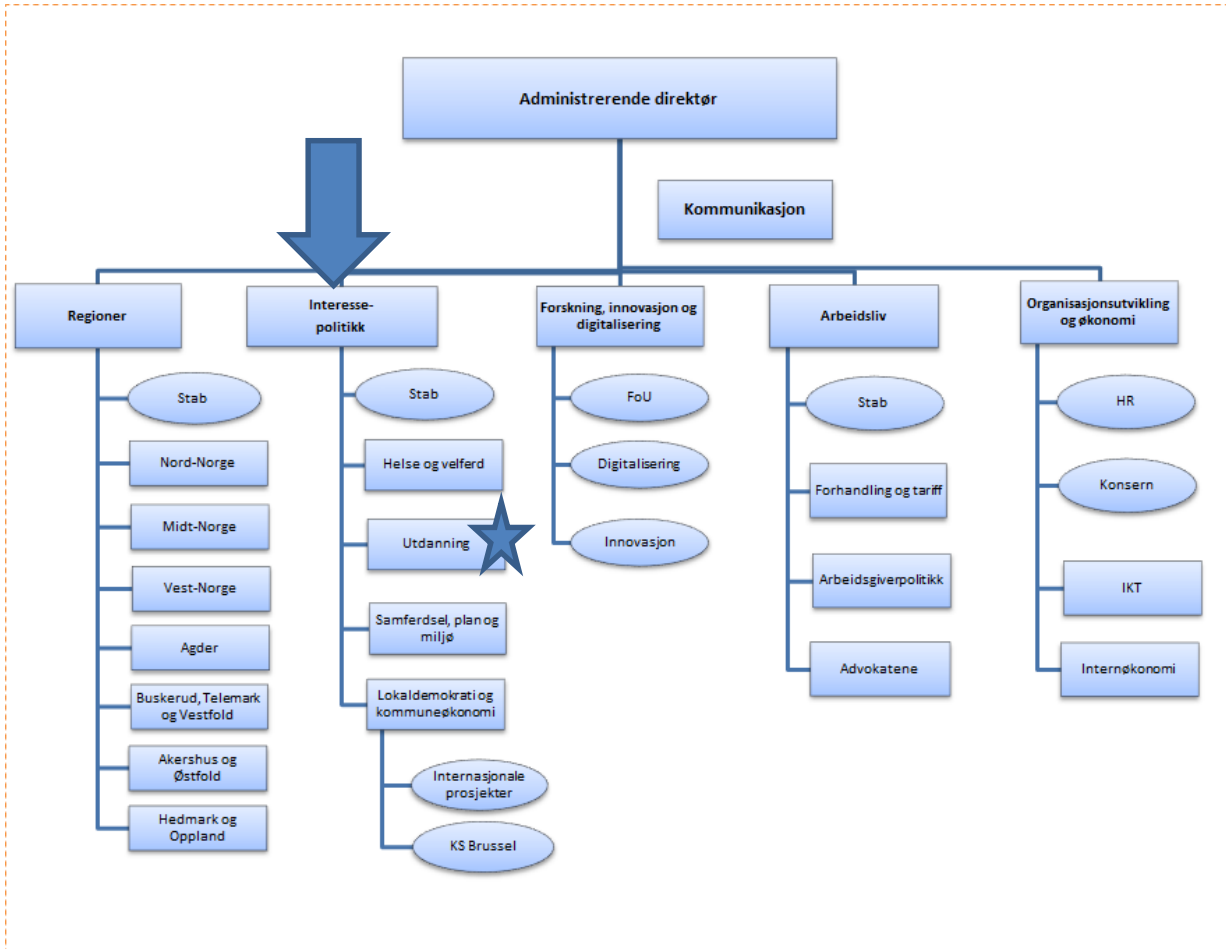 Administrerende direktør
Kommunikasjon
Regioner
Stab
Nord-Norge
Midt-Norge
Vest-Norge
Agder
Buskerud, Telemark
og Vestfold
Akershus og
Østfold
Hedmark og
Oppland
Interesse-
politikk
Stab
Helse og velferd
Utdanning
Samferdsel, plan og
miljø
Lokaldemokrati og
kommuneøkonomi
Internasjonale
prosjekter
KS Brussel
Forskning, innovasjon og
digitalisering
FoU
Digitalisering
Innovasjon
Arbeidsliv
Stab
Forhandling og tariff
Arbeidsgiverpolitikk
Advokatene
Organisasjonsutvikling
og økonomi
HR
Konsern
IKT
Internøkonomi